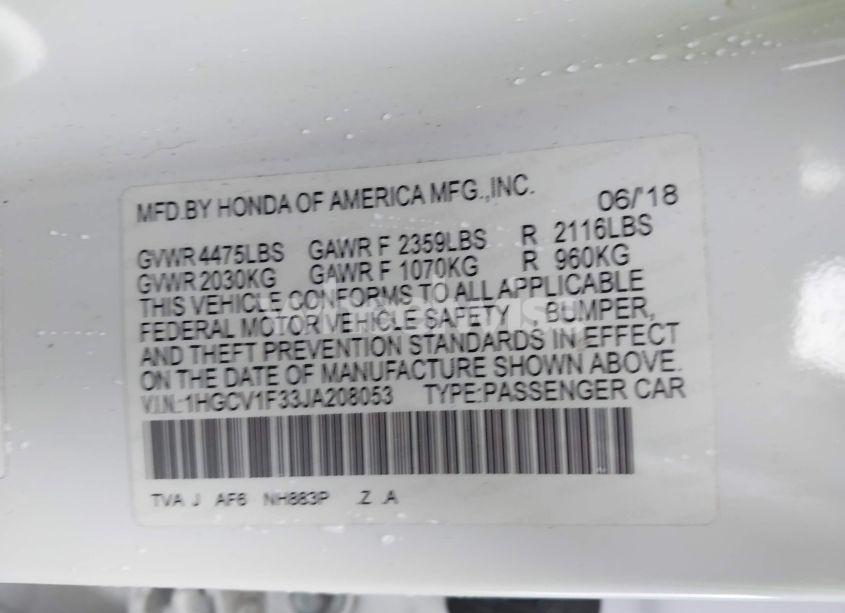 MFD.BY HONDA OF AMERICA MFG.,INC. 06/'18
GVWR 4475LBS GAWR F 2359LBS R 2116LBS
GVWR 2030KG GAWR F 1070KG R 960KG
THIS VEHICLE CONFORMS TO ALL APPLICABLE
FEDERAL MOTOR VEHICLE SAFETY , BUMPER,
AND THEFT PREVENTION STANDARDS IN EFFECT
ON THE DATE OF MANUFACTURE SHOWN ABOVE.
V.I.N.:1HGCV1F33JA208053 TYPE:PASSENGER CAR
TVA J AF6 NH883P .Z .A